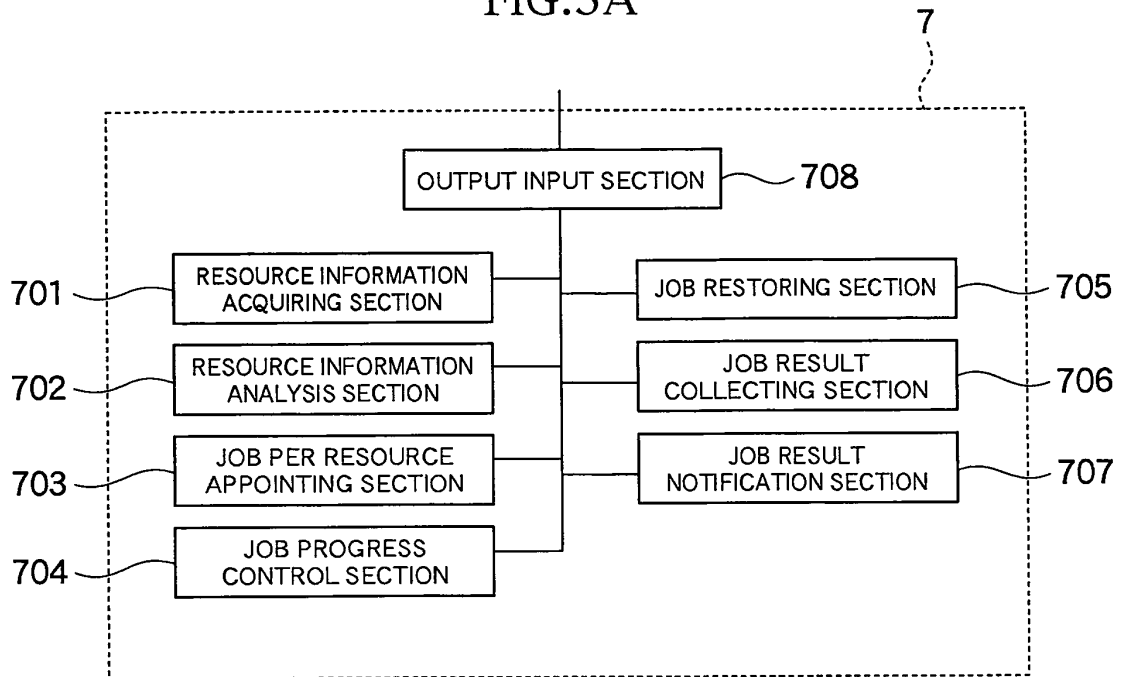 FIG.5A
7
OUTPUT INPUT SECTION
708
701
RESOURCE INFORMATION
ACQUIRING SECTION
JOB RESTORING SECTION
705
702
RESOURCE INFORMATION
ANALYSIS SECTION
JOB RESULT
COLLECTING SECTION
706
703
JOB PER RESOURCE
APPOINTING SECTION
JOB RESULT
NOTIFICATION SECTION
707
704
JOB PROGRESS
CONTROL SECTION